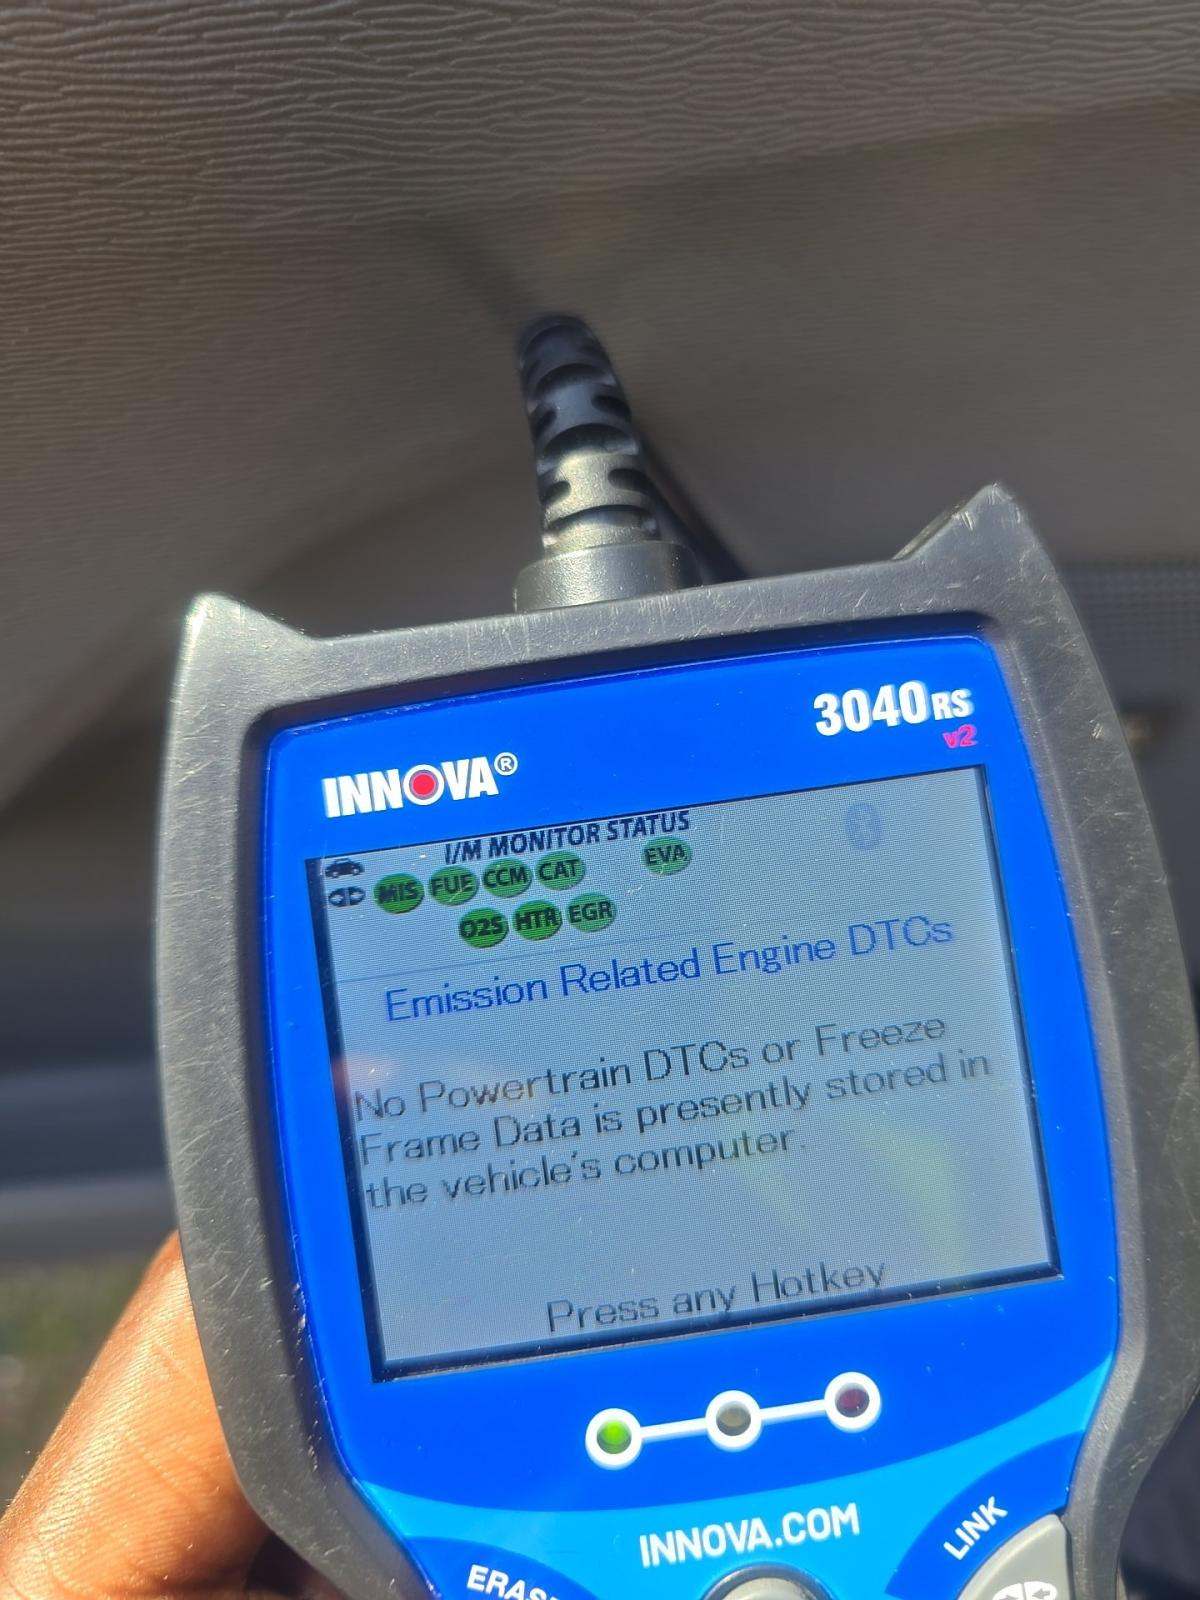 3040RS
v2
INNOVA®
I/M MONITOR STATUS
MIS FUE CCM CAT EVA
O2S HTR EGR
Emission Related Engine DTCs
No Powertrain DTCs or Freeze
Frame Data is presently stored in
the vehicle's computer.
Press any Hotkey
INNOVA.COM
LINK